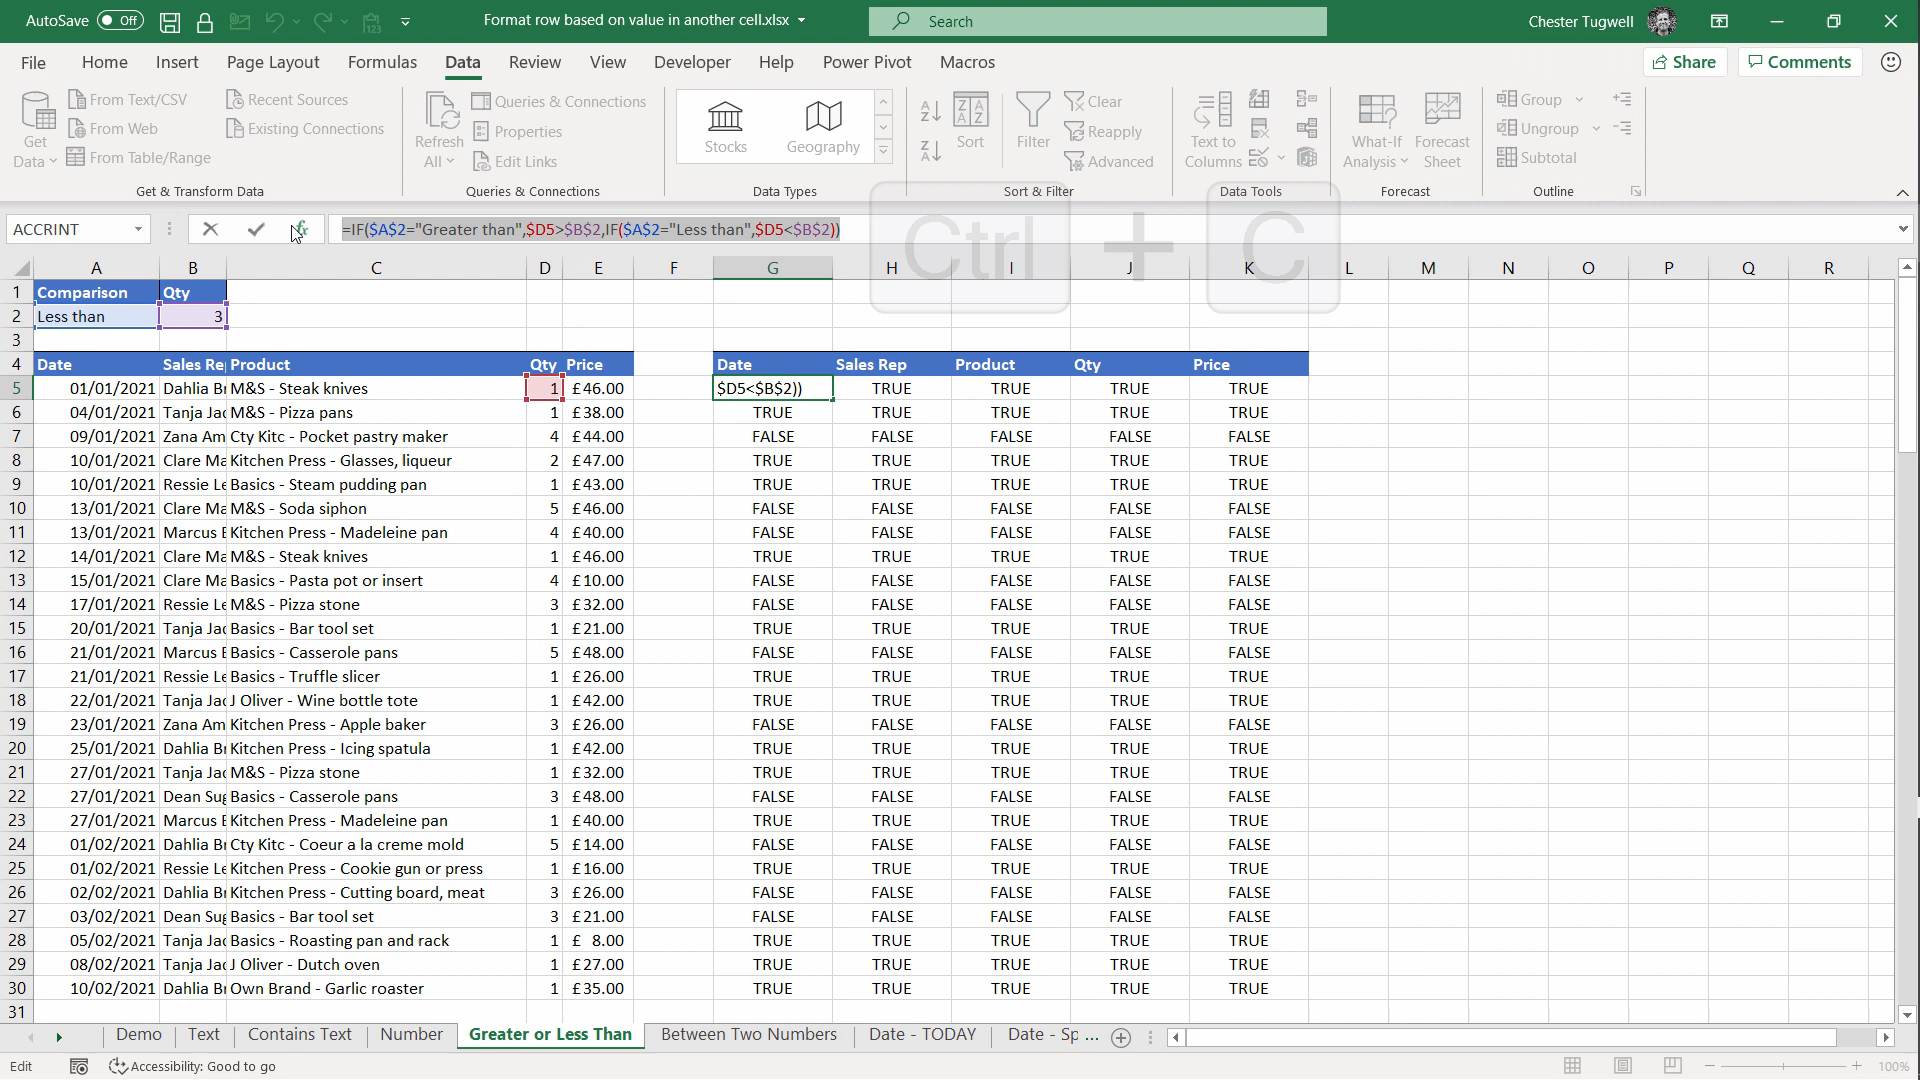 AutoSave Off Format row based on value in another cell.xlsx Search Chester Tugwell
File Home Insert Page Layout Formulas Data Review View Developer Help Power Pivot Macros Share Comments
Get Data From Text/CSV From Web From Table/Range Recent Sources Existing Connections
Refresh All Queries & Connections Properties Edit Links
Stocks Geography
Sort Filter Clear Reapply Advanced
Text to Columns
What-If Analysis Forecast Sheet
Group Ungroup Subtotal
Get & Transform Data Queries & Connections Data Types Sort & Filter Data Tools Forecast Outline
Ctrl + C
ACCRINT fx =IF($A$2="Greater than",$D5>$B$2,IF($A$2="Less than",$D5<$B$2))
A B C D E F G H I J K L M N O P Q R
1 Comparison Qty
2 Less than 3
3
4 Date Sales Re Product Qty Price Date Sales Rep Product Qty Price
5 01/01/2021 Dahlia Br M&S - Steak knives 1 £46.00 $D5<$B$2)) TRUE TRUE TRUE TRUE
6 04/01/2021 Tanja Jac M&S - Pizza pans 1 £38.00 TRUE TRUE TRUE TRUE TRUE
7 09/01/2021 Zana Am Cty Kitc - Pocket pastry maker 4 £44.00 FALSE FALSE FALSE FALSE FALSE
8 10/01/2021 Clare Ma Kitchen Press - Glasses, liqueur 2 £47.00 TRUE TRUE TRUE TRUE TRUE
9 10/01/2021 Ressie Le Basics - Steam pudding pan 1 £43.00 TRUE TRUE TRUE TRUE TRUE
10 13/01/2021 Clare Ma M&S - Soda siphon 5 £46.00 FALSE FALSE FALSE FALSE FALSE
11 13/01/2021 Marcus B Kitchen Press - Madeleine pan 4 £40.00 FALSE FALSE FALSE FALSE FALSE
12 14/01/2021 Clare Ma M&S - Steak knives 1 £46.00 TRUE TRUE TRUE TRUE TRUE
13 15/01/2021 Clare Ma Basics - Pasta pot or insert 4 £10.00 FALSE FALSE FALSE FALSE FALSE
14 17/01/2021 Ressie Le M&S - Pizza stone 3 £32.00 FALSE FALSE FALSE FALSE FALSE
15 20/01/2021 Tanja Jac Basics - Bar tool set 1 £21.00 TRUE TRUE TRUE TRUE TRUE
16 21/01/2021 Marcus B Basics - Casserole pans 5 £48.00 FALSE FALSE FALSE FALSE FALSE
17 21/01/2021 Ressie Le Basics - Truffle slicer 1 £26.00 TRUE TRUE TRUE TRUE TRUE
18 22/01/2021 Tanja Jac J Oliver - Wine bottle tote 1 £42.00 TRUE TRUE TRUE TRUE TRUE
19 23/01/2021 Zana Am Kitchen Press - Apple baker 3 £26.00 FALSE FALSE FALSE FALSE FALSE
20 25/01/2021 Dahlia Br Kitchen Press - Icing spatula 1 £42.00 TRUE TRUE TRUE TRUE TRUE
21 27/01/2021 Tanja Jac M&S - Pizza stone 1 £32.00 TRUE TRUE TRUE TRUE TRUE
22 27/01/2021 Dean Sug Basics - Casserole pans 3 £48.00 FALSE FALSE FALSE FALSE FALSE
23 27/01/2021 Marcus B Kitchen Press - Madeleine pan 1 £40.00 TRUE TRUE TRUE TRUE TRUE
24 01/02/2021 Dahlia Br Cty Kitc - Coeur a la creme mold 5 £14.00 FALSE FALSE FALSE FALSE FALSE
25 01/02/2021 Ressie Le Kitchen Press - Cookie gun or press 1 £16.00 TRUE TRUE TRUE TRUE TRUE
26 02/02/2021 Dahlia Br Kitchen Press - Cutting board, meat 3 £26.00 FALSE FALSE FALSE FALSE FALSE
27 03/02/2021 Dean Sug Basics - Bar tool set 3 £21.00 FALSE FALSE FALSE FALSE FALSE
28 05/02/2021 Tanja Jac Basics - Roasting pan and rack 1 £ 8.00 TRUE TRUE TRUE TRUE TRUE
29 08/02/2021 Tanja Jac J Oliver - Dutch oven 1 £27.00 TRUE TRUE TRUE TRUE TRUE
30 10/02/2021 Dahlia Br Own Brand - Garlic roaster 1 £35.00 TRUE TRUE TRUE TRUE TRUE
31
Demo Text Contains Text Number Greater or Less Than Between Two Numbers Date - TODAY Date - Sp ...
Edit Accessibility: Good to go 100%